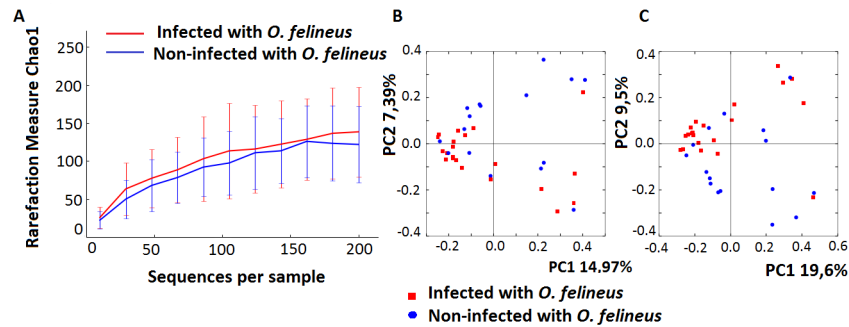 A
Infected with O. felineus
Non-infected with O. felineus
Rarefaction Measure Chao1
250
200
150
100
50
0
0
50
100
150
200
Sequences per sample
B
PC2 7,39%
0.4
0.2
0.0
-0.2
-0.4
-0.2
0.0
0.2
0.4
PC1 14.97%
C
PC2 9,5%
0.4
0.2
0.0
-0.2
-0.4
-0.4
-0.2
0.0
0.2
0.4
0.6
PC1 19,6%
Infected with O. felineus
Non-infected with O. felineus